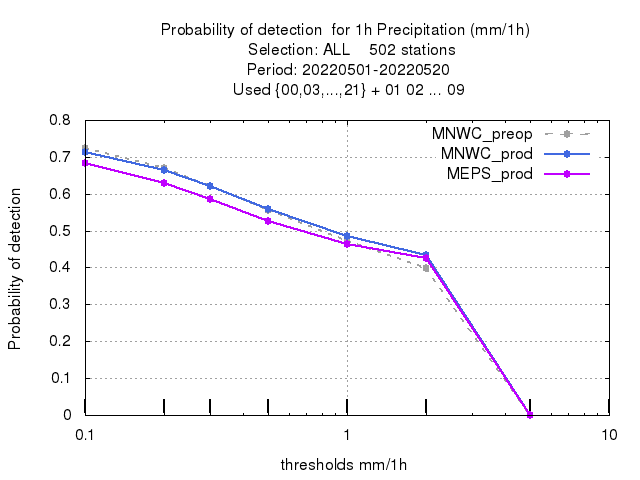 Probability of detection  for 1h Precipitation (mm/1h)
Selection: ALL    502 stations
Period: 20220501-20220520
Used {00,03,...,21} + 01 02 ... 09
MNWC_preop
MNWC_prod
MEPS_prod
Probability of detection
0.8
0.7
0.6
0.5
0.4
0.3
0.2
0.1
0
0.1 1 10
thresholds mm/1h